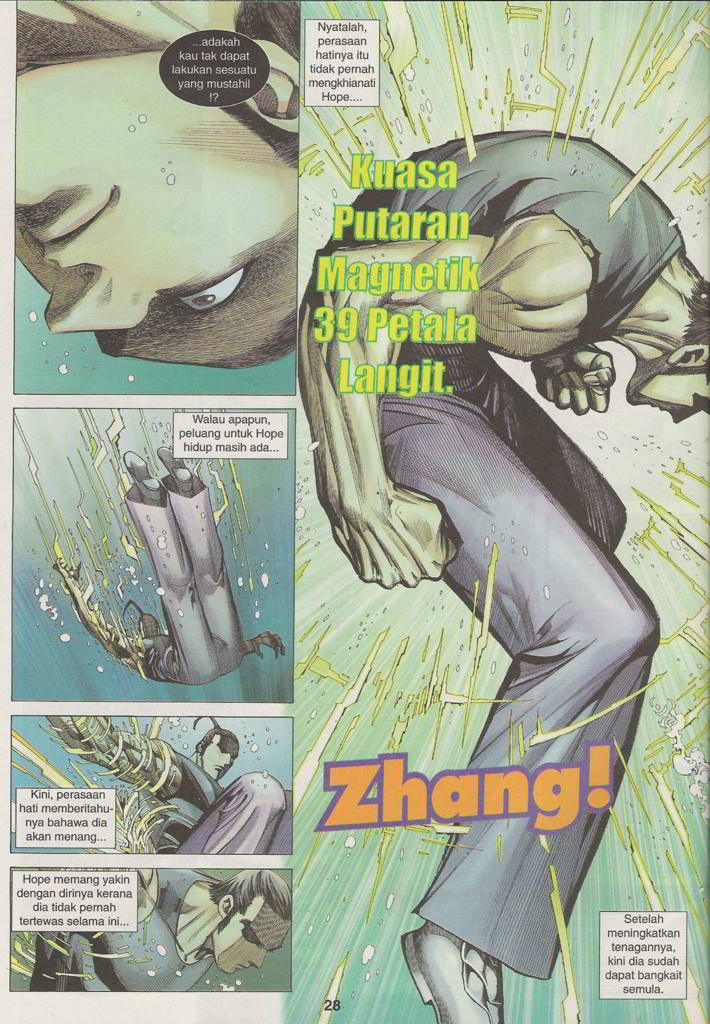 ...adakah
kau tak dapat
lakukan sesuatu
yang mustahil
!?
Walau apapun,
peluang untuk Hope
hidup masih ada...
Kini, perasaan
hati memberitahu-
nya bahawa dia
akan menang...
Hope memang yakin
dengan dirinya kerana
dia tidak pernah
tertewas selama ini...
Nyatalah,
perasaan
hatinya itu
tidak pernah
mengkhianati
Hope....
Kuasa
Putaran
Magnetik
39 Petala
Langit.
Zhang!
Setelah
meningkatkan
tenagannya,
kini dia sudah
dapat bangkait
semula.
28